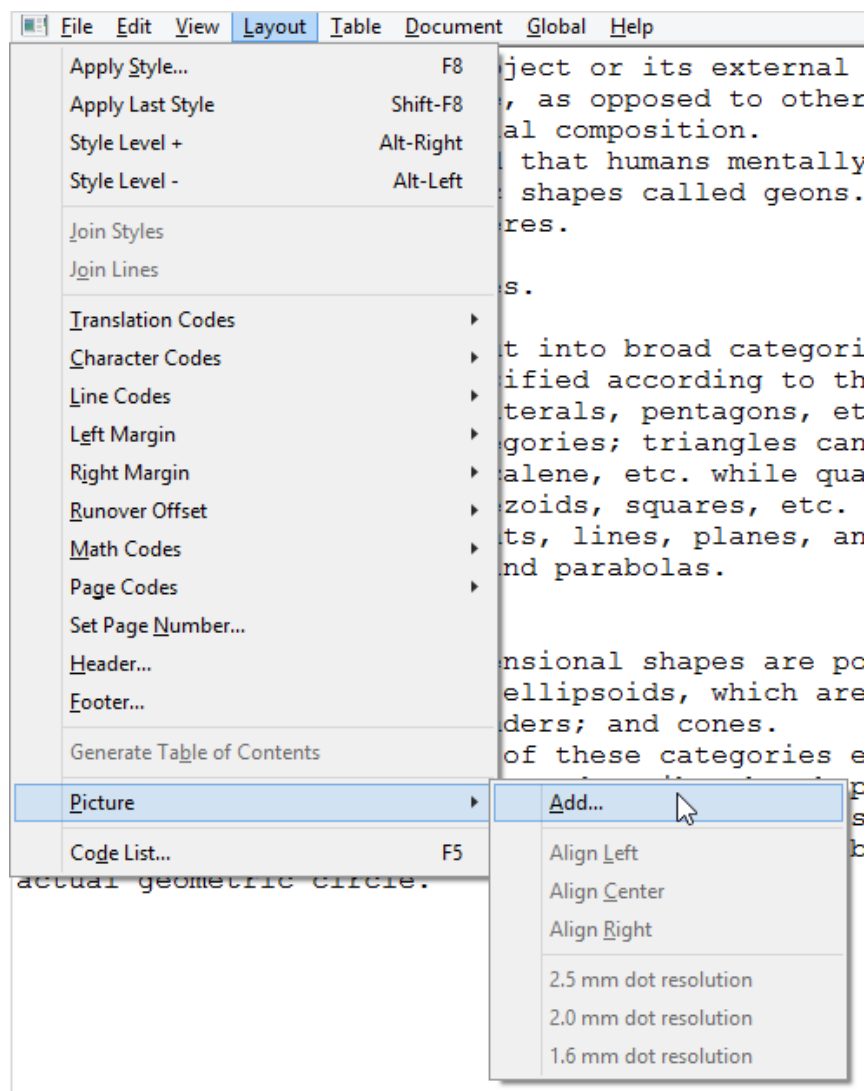 File Edit View Layout Table Document Global Help
Apply Style... F8
Apply Last Style Shift-F8
Style Level + Alt-Right
Style Level - Alt-Left
Join Styles
Join Lines
Translation Codes
Character Codes
Line Codes
Left Margin
Right Margin
Runover Offset
Math Codes
Page Codes
Set Page Number...
Header...
Footer...
Generate Table of Contents
Picture
Code List... F5
Add...
Align Left
Align Center
Align Right
2.5 mm dot resolution
2.0 mm dot resolution
1.6 mm dot resolution
ject or its external
, as opposed to other
al composition.
that humans mentally
shapes called geons.
res.
s.
t into broad categori
ified according to th
terals, pentagons, et
gories; triangles can
alene, etc. while qua
zoids, squares, etc.
ts, lines, planes, an
nd parabolas.
nsional shapes are po
ellipsoids, which are
ders; and cones.
of these categories e
actual geometric circle.